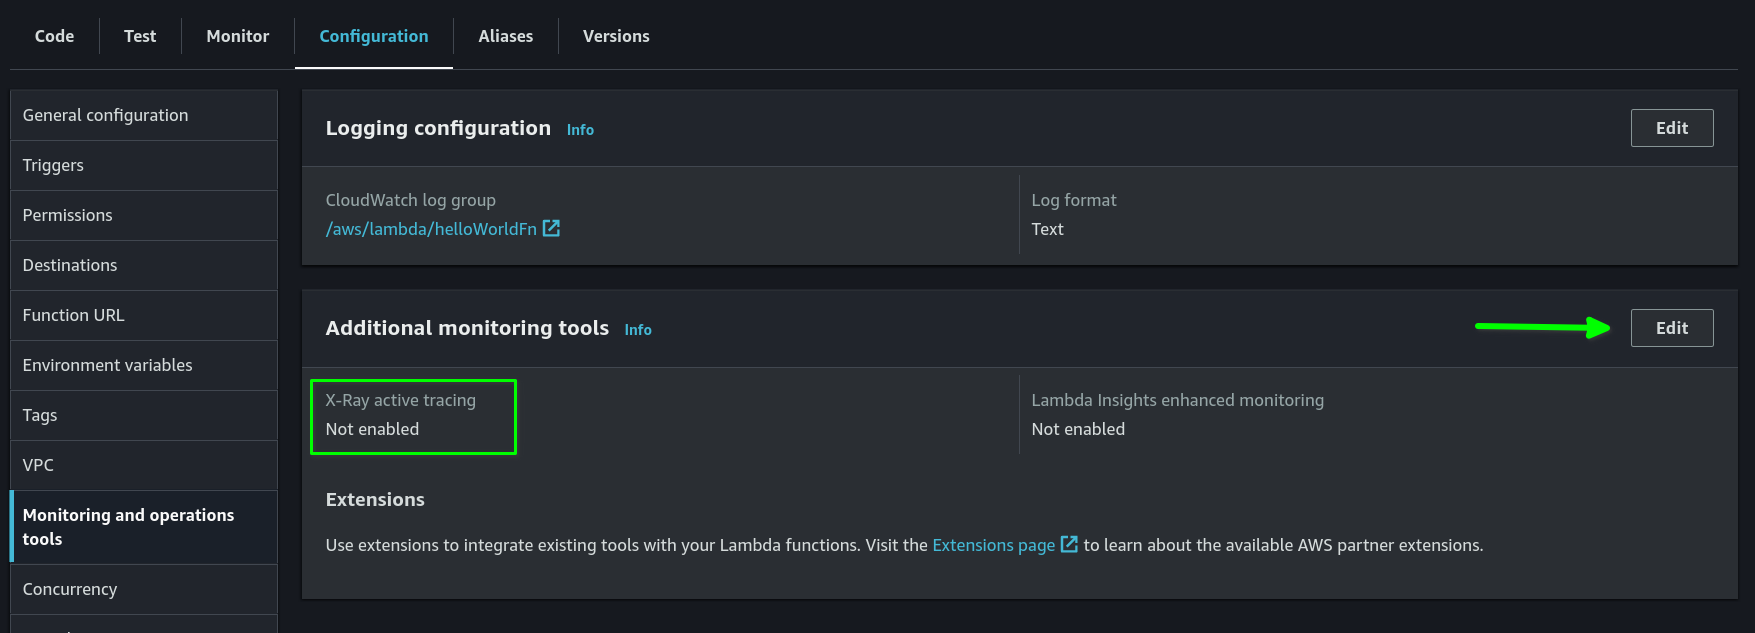 Code
Test
Monitor
Configuration
Aliases
Versions
General configuration
Triggers
Permissions
Destinations
Function URL
Environment variables
Tags
VPC
Monitoring and operations
tools
Concurrency
Logging configuration Info
Edit
CloudWatch log group
/aws/lambda/helloWorldFn
Log format
Text
Additional monitoring tools Info
Edit
X-Ray active tracing
Not enabled
Lambda Insights enhanced monitoring
Not enabled
Extensions
Use extensions to integrate existing tools with your Lambda functions. Visit the Extensions page to learn about the available AWS partner extensions.